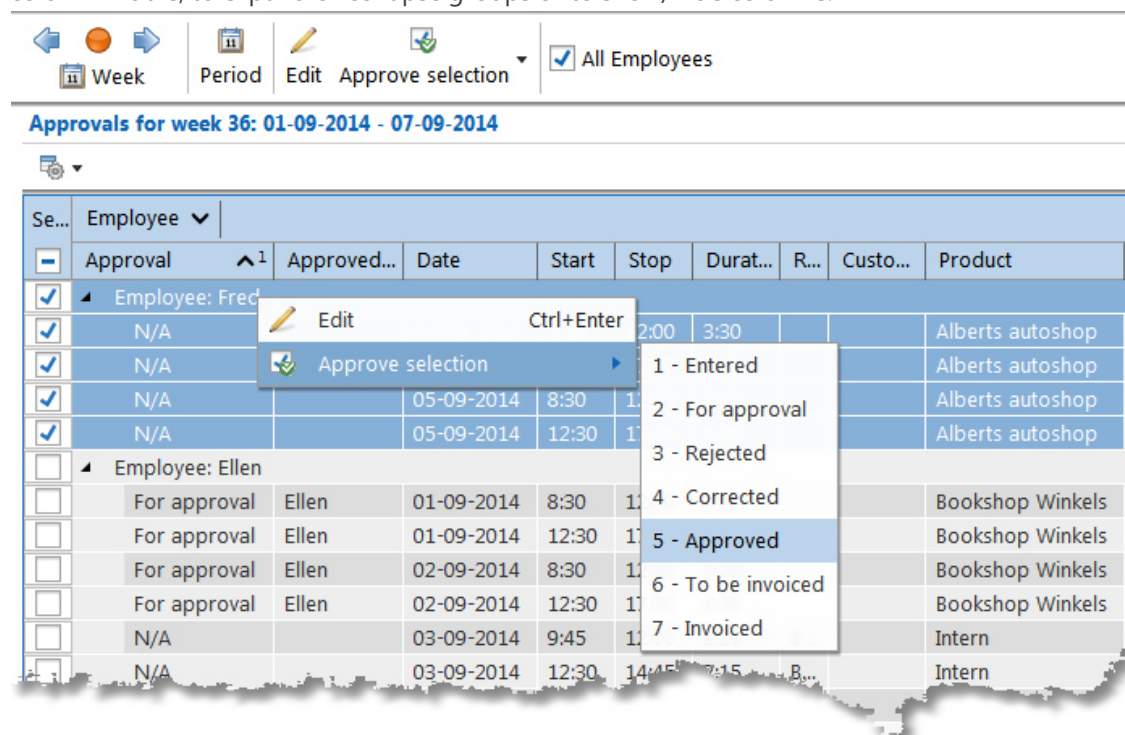 Week Period Edit Approve selection All Employees
Approvals for week 36: 01-09-2014 - 07-09-2014
Se... Employee
Approval 1 Approved... Date Start Stop Durat... R... Custo... Product
Employee: Fred
Edit Ctrl+Enter
N/A 2:00 3:30 Alberts autoshop
Approve selection
1 - Entered
Alberts autoshop
N/A 05-09-2014 8:30 Alberts autoshop
2 - For approval
N/A 05-09-2014 12:30 Alberts autoshop
3 - Rejected
Employee: Ellen
4 - Corrected
For approval Ellen 01-09-2014 8:30 Bookshop Winkels
For approval Ellen 01-09-2014 12:30 Bookshop Winkels
5 - Approved
For approval Ellen 02-09-2014 8:30 Bookshop Winkels
6 - To be invoiced
For approval Ellen 02-09-2014 12:30 Bookshop Winkels
7 - Invoiced
N/A 03-09-2014 9:45 Intern
N/A 03-09-2014 12:30 14:45 B... Intern